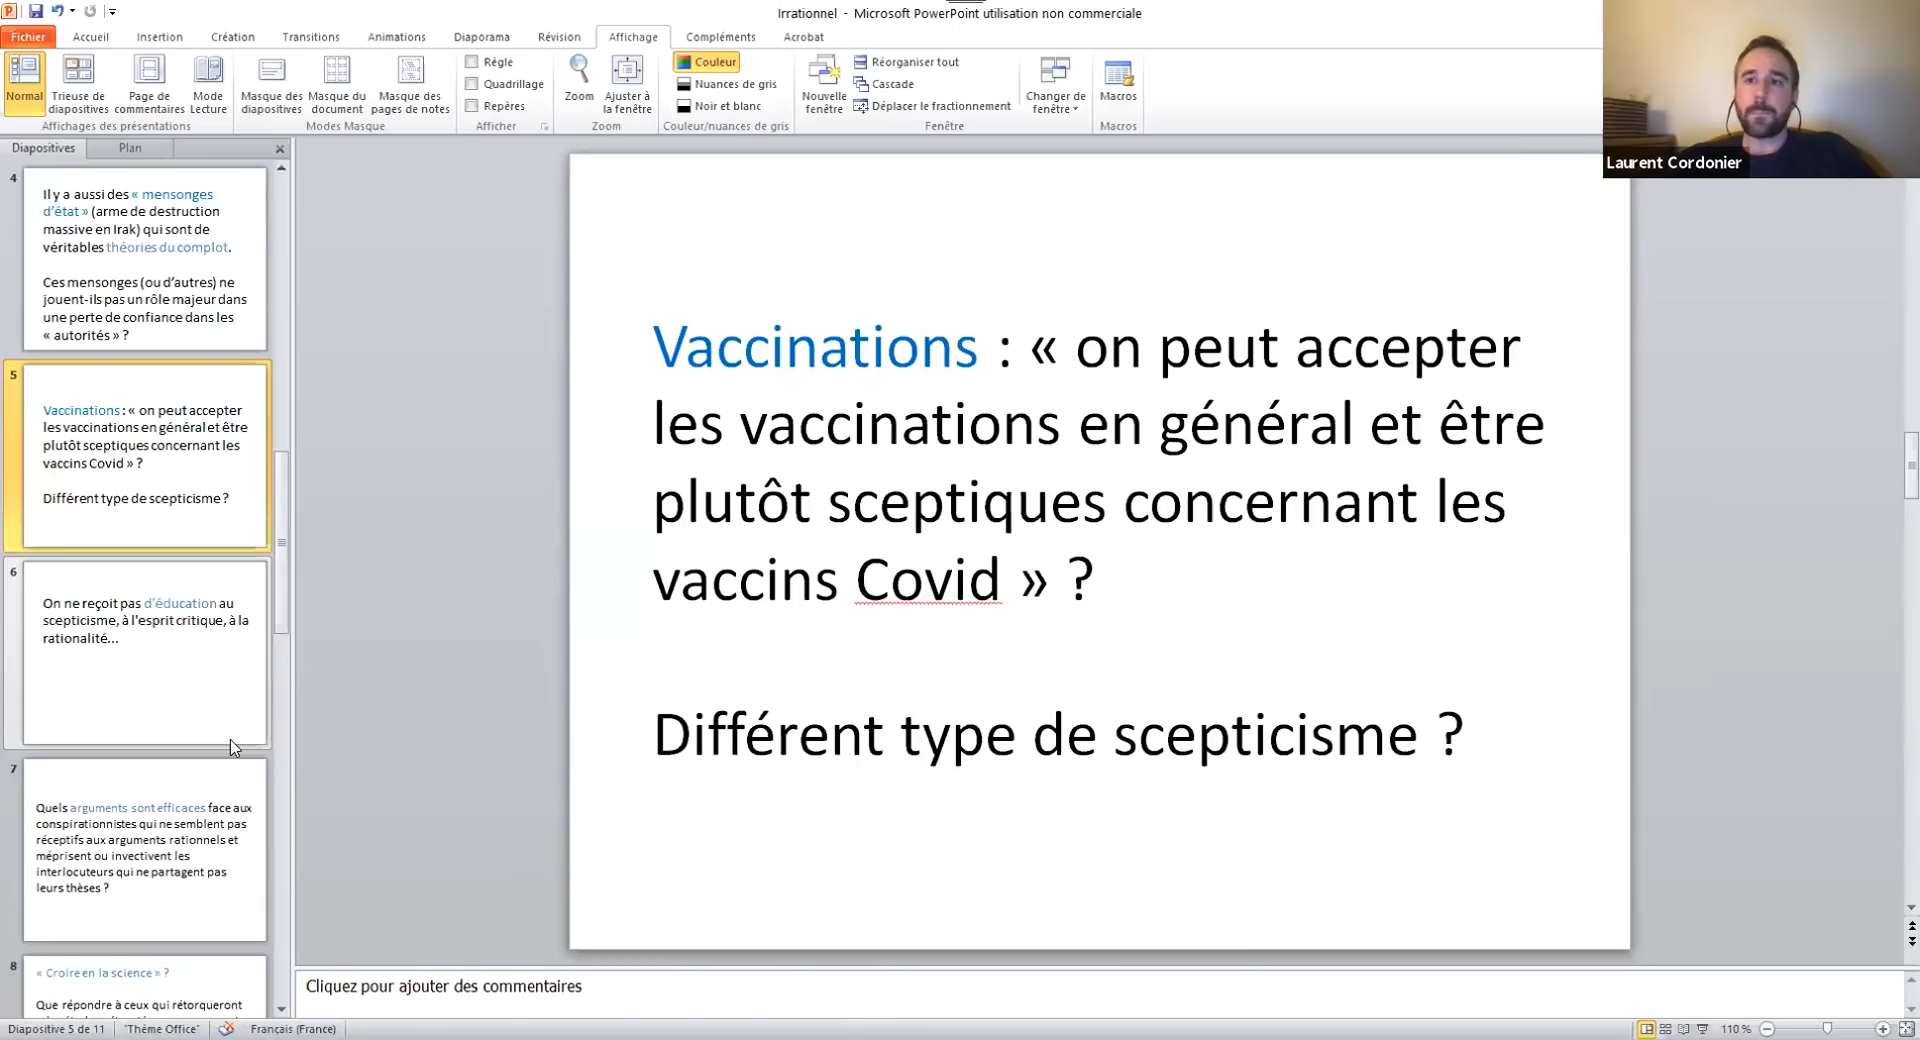 Irrationnel - Microsoft PowerPoint utilisation non commerciale
Fichier Accueil Insertion Création Transitions Animations Diaporama Révision Affichage Compléments Acrobat
Normal
Trieuse de diapositives
Page de commentaires
Mode Lecture
Affichages des présentations
Masque des diapositives
Masque du document
Masque des pages de notes
Modes Masque
Règle
Quadrillage
Repères
Afficher
Zoom
Ajuster à la fenêtre
Zoom
Couleur
Nuances de gris
Noir et blanc
Couleur/nuances de gris
Nouvelle fenêtre
Réorganiser tout
Cascade
Déplacer le fractionnement
Changer de fenêtre
Fenêtre
Macros
Macros
Laurent Cordonier
Diapositives Plan
4
Il y a aussi des « mensonges
d'état » (arme de destruction
massive en Irak) qui sont de
véritables théories du complot.
Ces mensonges (ou d'autres) ne
jouent-ils pas un rôle majeur dans
une perte de confiance dans les
« autorités » ?
5
Vaccinations : « on peut accepter
les vaccinations en général et être
plutôt sceptiques concernant les
vaccins Covid » ?
Différent type de scepticisme ?
6
On ne reçoit pas d'éducation au
scepticisme, à l'esprit critique, à la
rationalité...
7
Quels arguments sont efficaces face aux
conspirationnistes qui ne semblent pas
réceptifs aux arguments rationnels et
méprisent ou invectivent les
interlocuteurs qui ne partagent pas
leurs thèses ?
8
« Croire en la science » ?
Que répondre à ceux qui rétorqueront
Vaccinations : « on peut accepter
les vaccinations en général et être
plutôt sceptiques concernant les
vaccins Covid » ?
Différent type de scepticisme ?
Cliquez pour ajouter des commentaires
Diapositive 5 de 11 "Thème Office" Français (France) 110 %